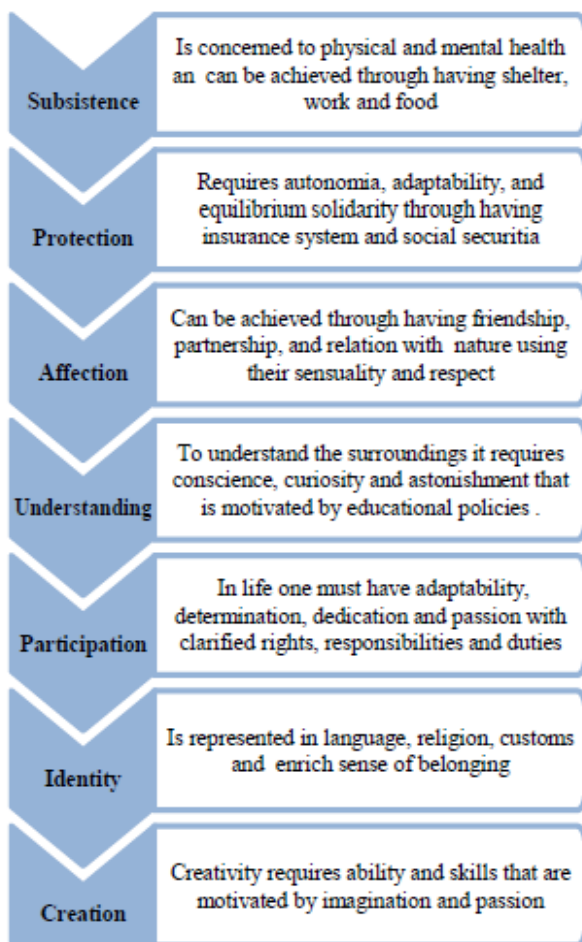 Subsistence
Is concerned to physical and mental health
an can be achieved through having shelter,
work and food
Protection
Requires autonomia, adaptability, and
equilibrium solidarity through having
insurance system and social securitia
Affection
Can be achieved through having friendship,
partnership, and relation with nature using
their sensuality and respect
Understanding
To understand the surroundings it requires
conscience, curiosity and astonishment that
is motivated by educational policies .
Participation
In life one must have adaptability,
determination, dedication and passion with
clarified rights, responsibilities and duties
Identity
Is represented in language, religion, customs
and enrich sense of belonging
Creation
Creativity requires ability and skills that are
motivated by imagination and passion